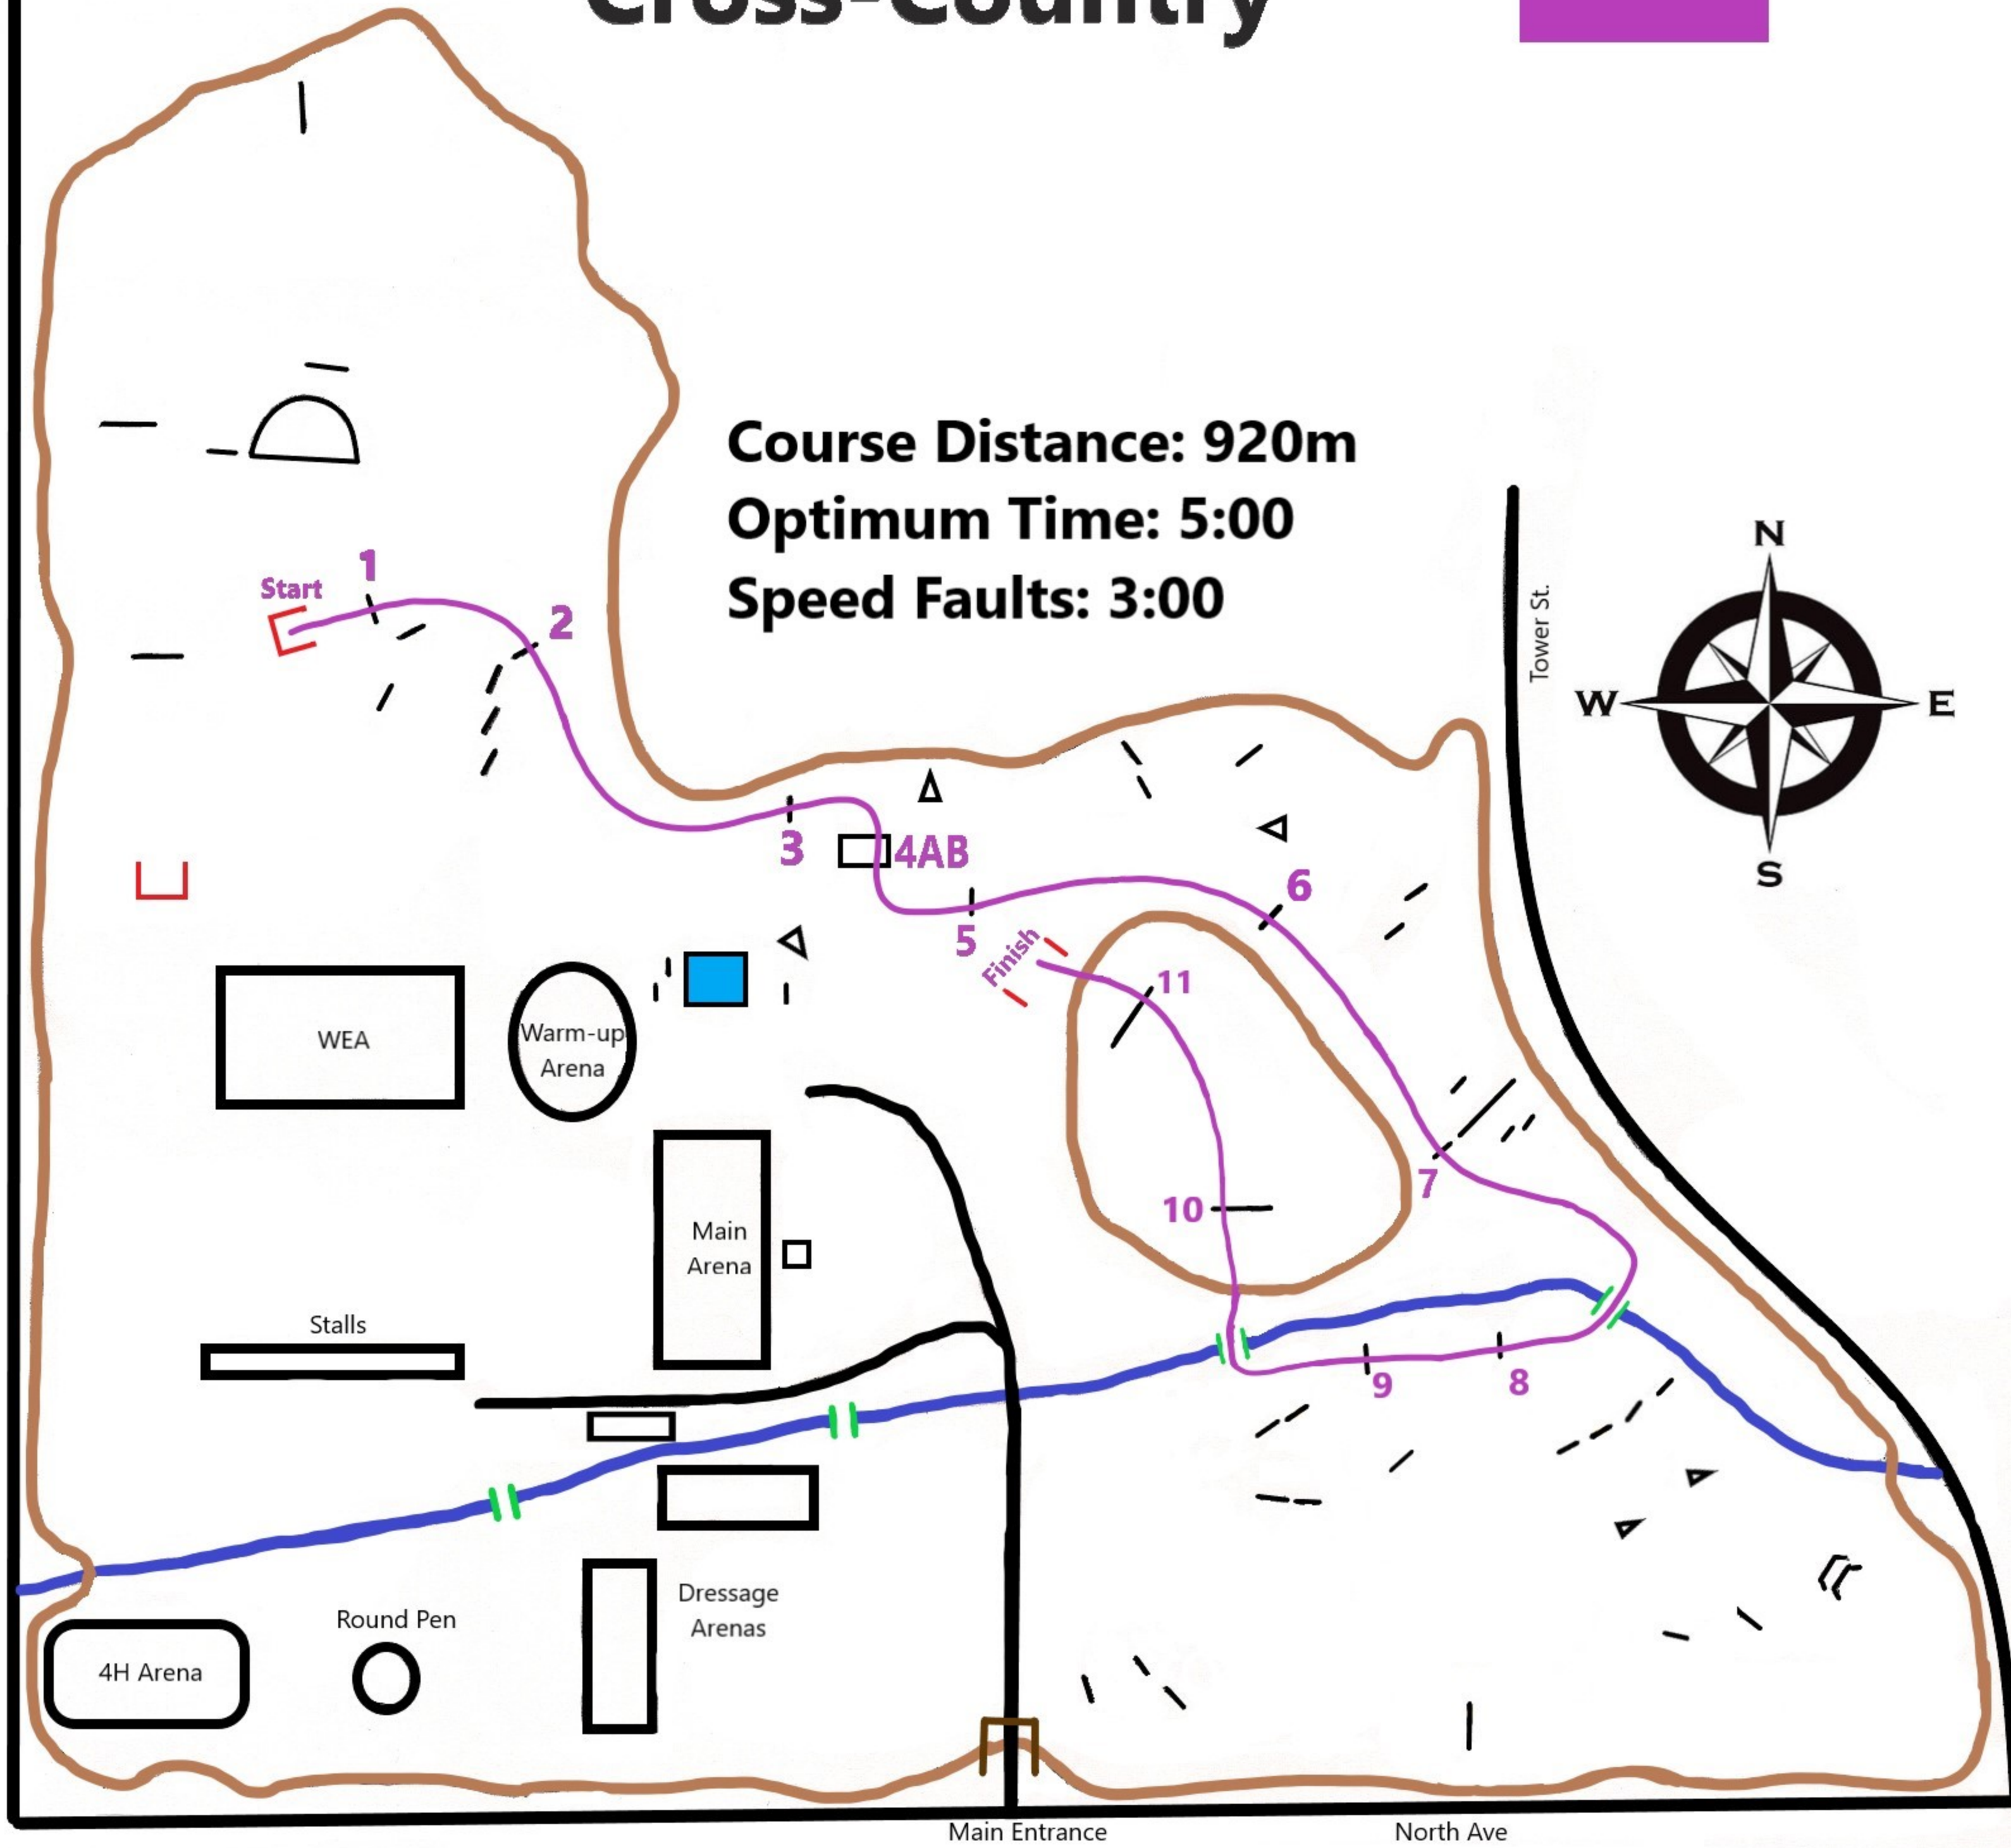 Cross-Country
Course Distance: 920m
Optimum Time: 5:00
Speed Faults: 3:00
N
W
E
S
Tower St.
Start
1
2
3
4AB
5
6
Finish
11
7
10
9
8
WEA
Warm-up
Arena
Main
Arena
Stalls
Dressage
Arenas
Round Pen
4H Arena
Main Entrance
North Ave